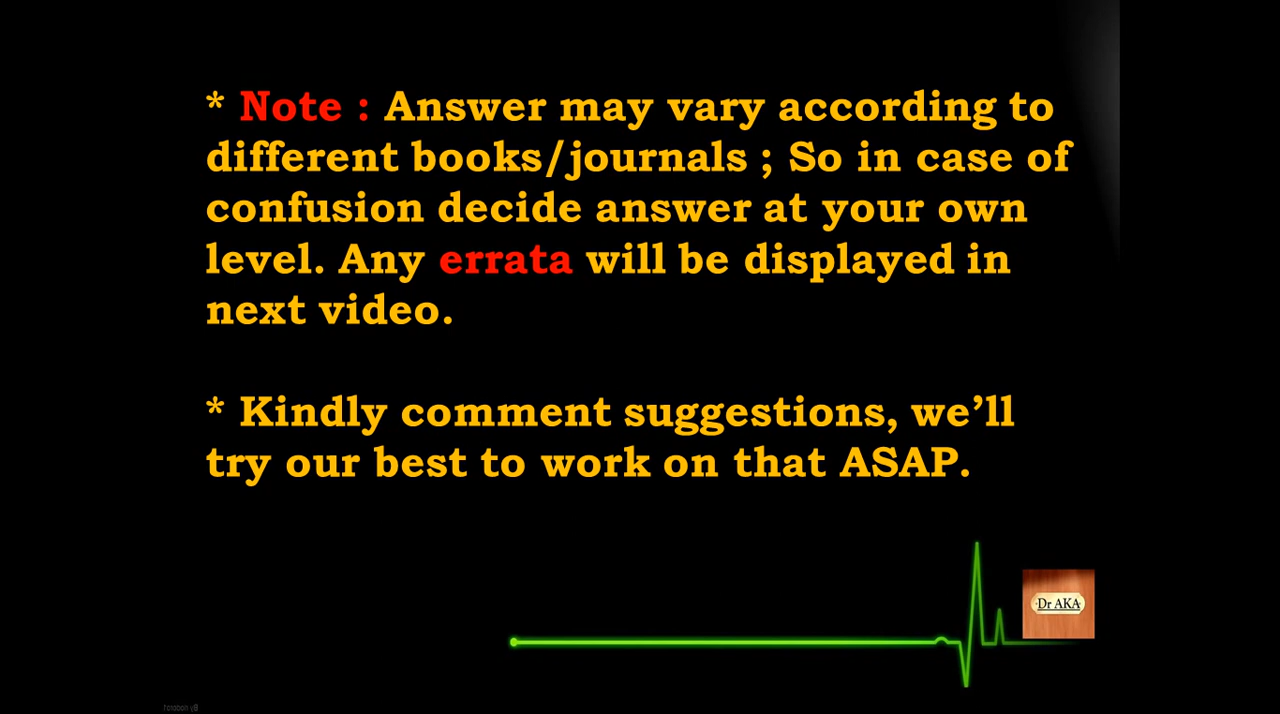 * Note : Answer may vary according to
different books/journals ; So in case of
confusion decide answer at your own
level. Any errata will be displayed in
next video.
* Kindly comment suggestions, we’ll
try our best to work on that ASAP.
Dr AKA